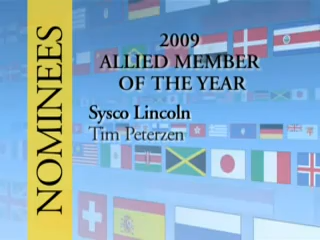 NOMINEES
2009
ALLIED MEMBER
OF THE YEAR
Sysco Lincoln
Tim Peterzen